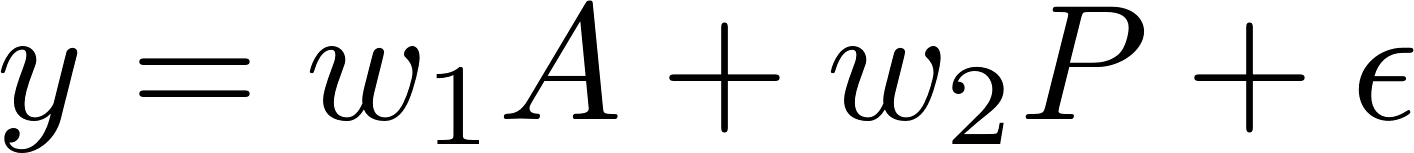 y = w₁A + w₂P + ϵ